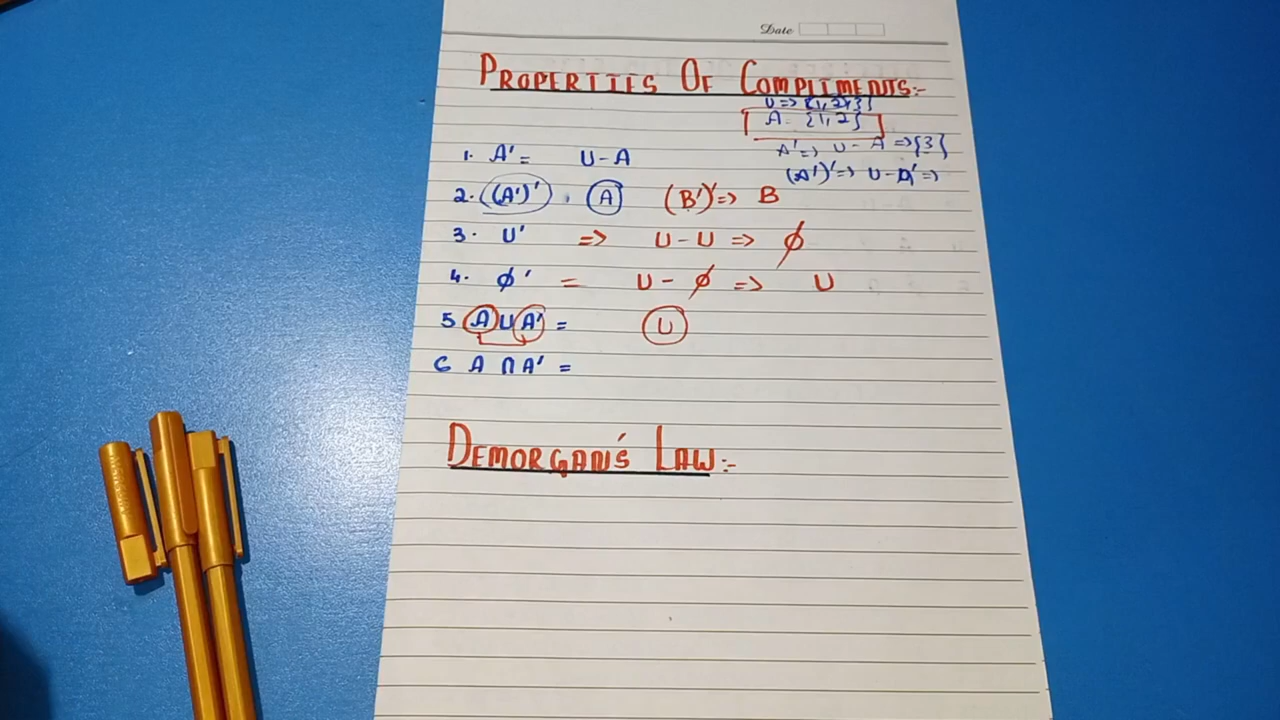 Date
PROPERTIES OF COMPLIMENTS:-
U => {1,2,3}
A = {1,2}
A' => U - A => {3}
(A')' => U - A' =>
1. A' = U - A
2. (A')' = A (B')' => B
3. U' => U - U => ϕ
4. ϕ' = U - ϕ => U
5 A U A' = U
6 A ∩ A' =
DEMORGAN'S LAW:-